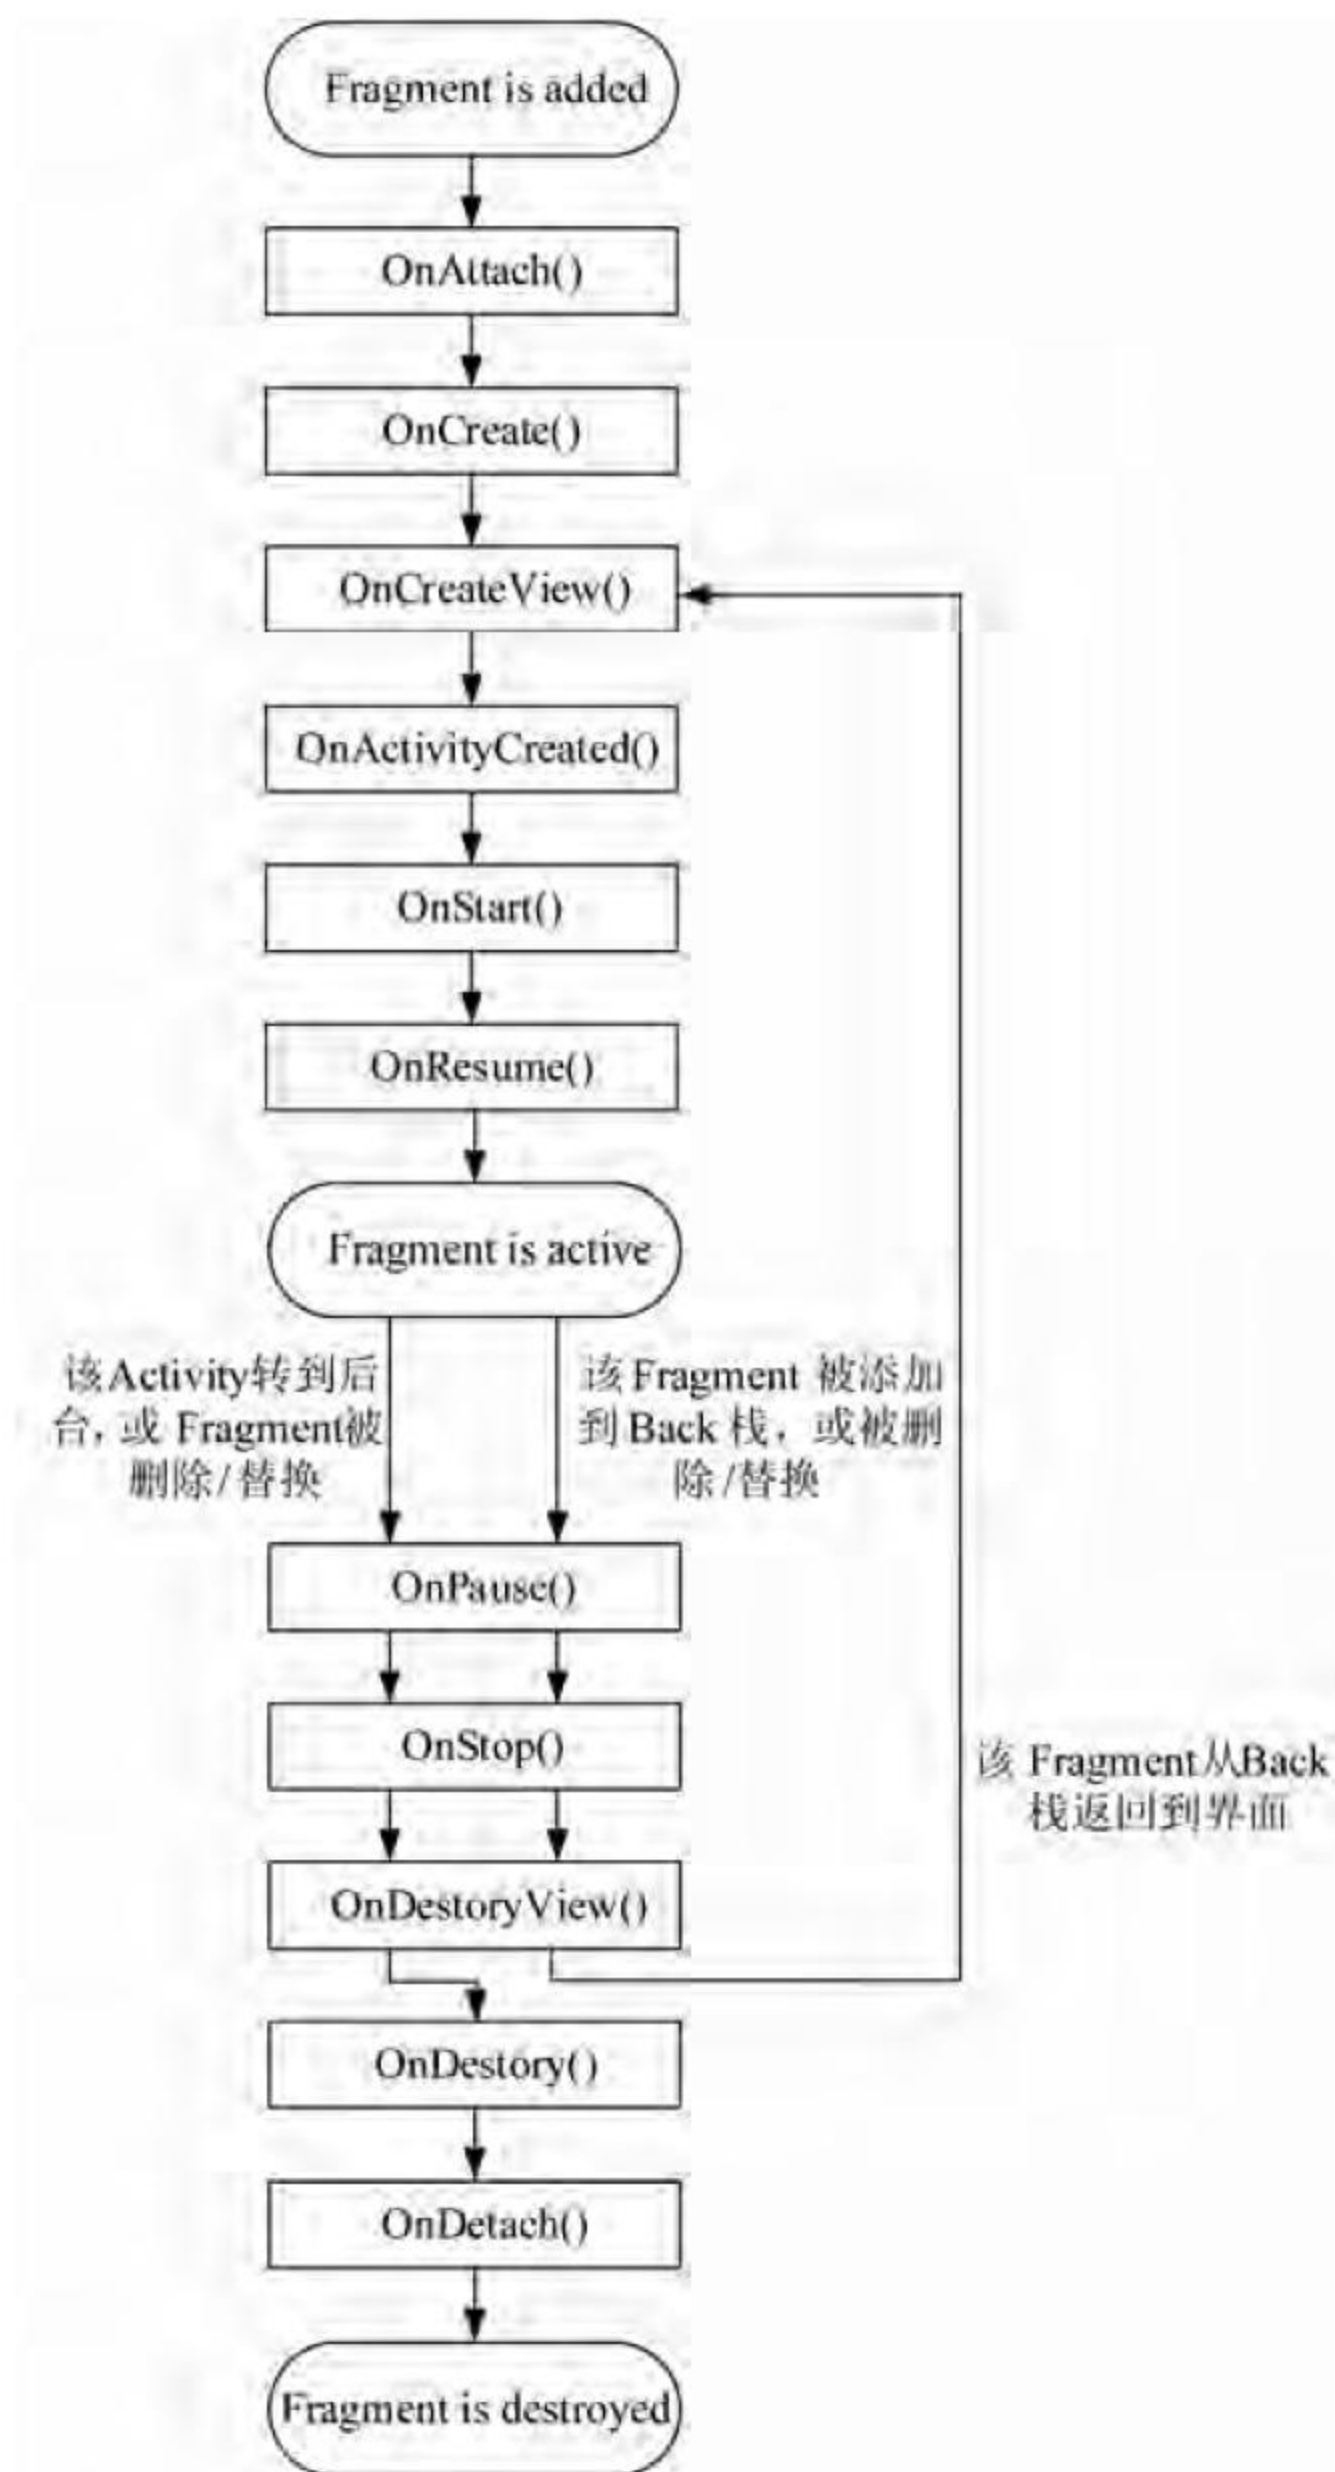 Fragment is added
OnAttach()
OnCreate()
OnCreateView()
OnActivityCreated()
OnStart()
OnResume()
Fragment is active
该Activity转到后
台，或 Fragment被
删除/替换
该Fragment 被添加
到Back 栈，或被删
除/替换
OnPause()
OnStop()
该 Fragment从Back
栈返回到界面
OnDestoryView()
OnDestory()
OnDetach()
Fragment is destroyed